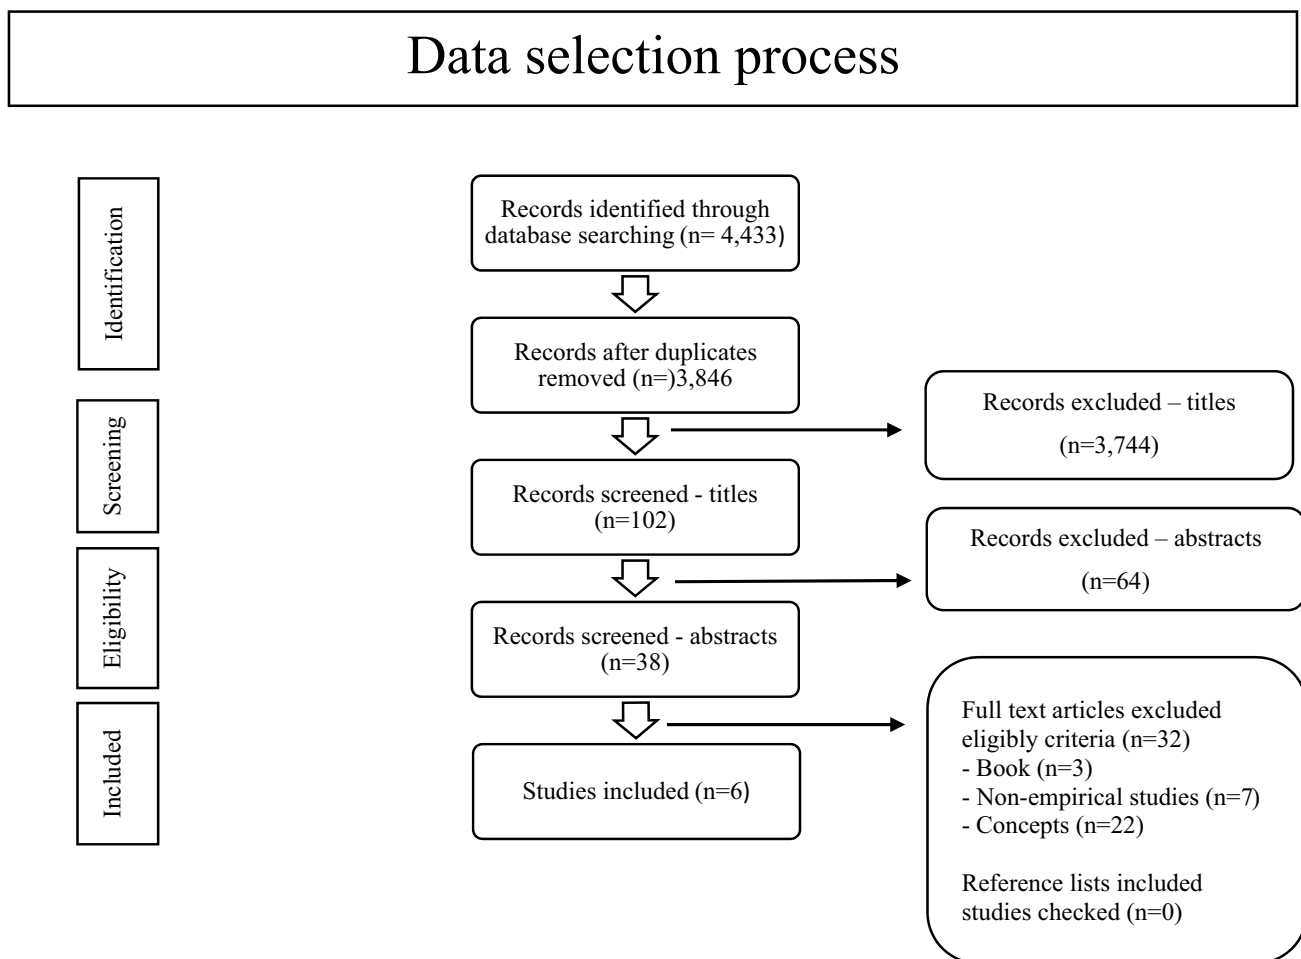 Data selection process
Identification
Records identified through
database searching (n= 4,433)
Records after duplicates
removed (n=)3,846
Screening
Records excluded – titles
(n=3,744)
Records screened - titles
(n=102)
Eligibility
Records excluded – abstracts
(n=64)
Records screened - abstracts
(n=38)
Included
Studies included (n=6)
Full text articles excluded
eligibly criteria (n=32)
- Book (n=3)
- Non-empirical studies (n=7)
- Concepts (n=22)
Reference lists included
studies checked (n=0)